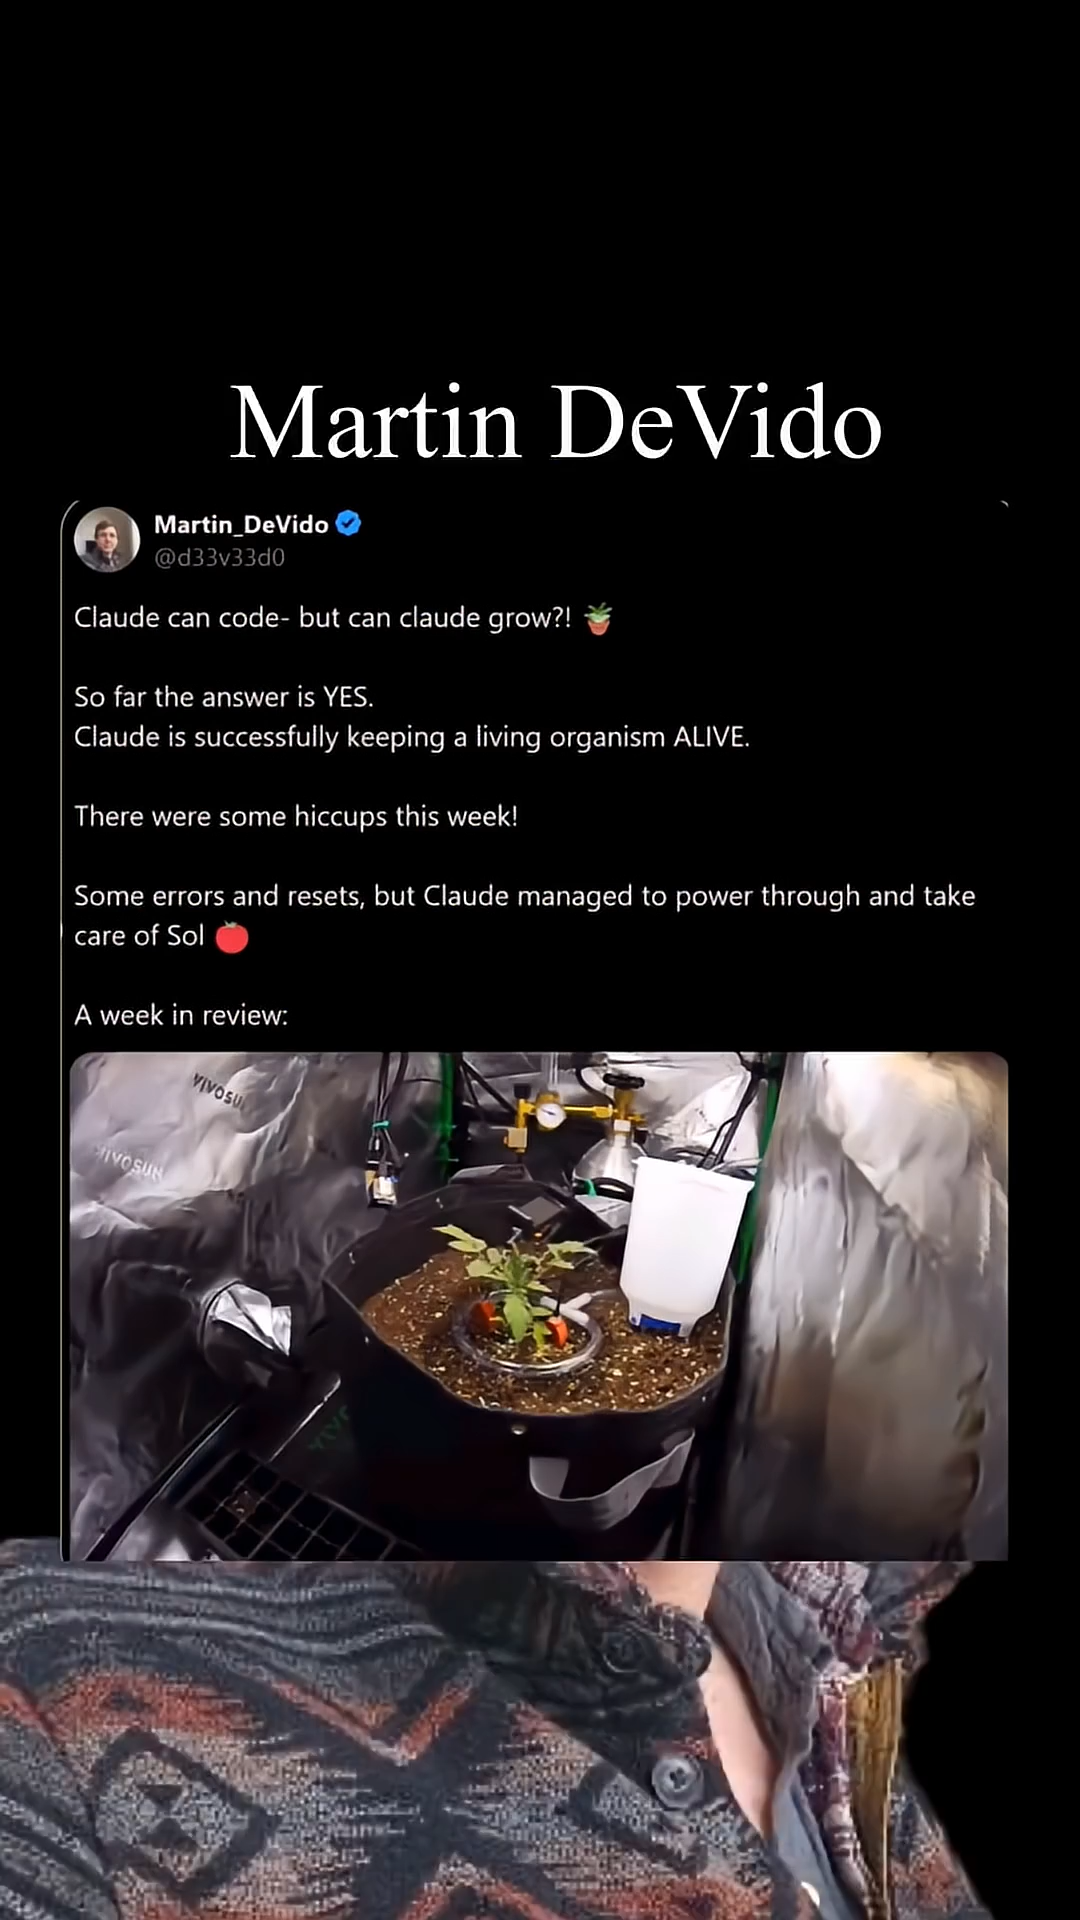 Martin DeVido
Martin_DeVido
@d33v33d0
Claude can code- but can claude grow?! 🪴
So far the answer is YES.
Claude is successfully keeping a living organism ALIVE.
There were some hiccups this week!
Some errors and resets, but Claude managed to power through and take
care of Sol 🍅
A week in review:
VIVOSUN
VIVOSUN